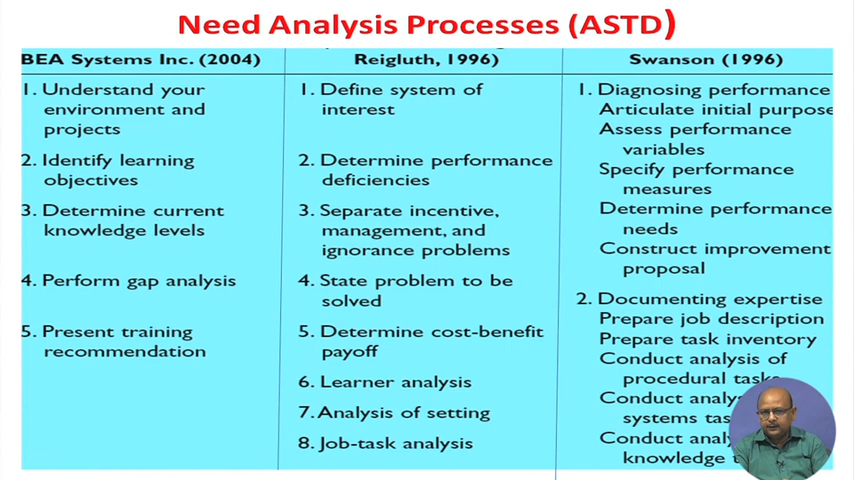 Need Analysis Processes (ASTD)
BEA Systems Inc. (2004)
1. Understand your
environment and
projects
2. Identify learning
objectives
3. Determine current
knowledge levels
4. Perform gap analysis
5. Present training
recommendation
Reigluth, 1996)
1. Define system of
interest
2. Determine performance
deficiencies
3. Separate incentive,
management, and
ignorance problems
4. State problem to be
solved
5. Determine cost-benefit
payoff
6. Learner analysis
7. Analysis of setting
8. Job-task analysis
Swanson (1996)
1. Diagnosing performance
Articulate initial purpose
Assess performance
variables
Specify performance
measures
Determine performance
needs
Construct improvement
proposal
2. Documenting expertise
Prepare job description
Prepare task inventory
Conduct analysis of
procedural tasks
Conduct
systems
Conduct
knowledge